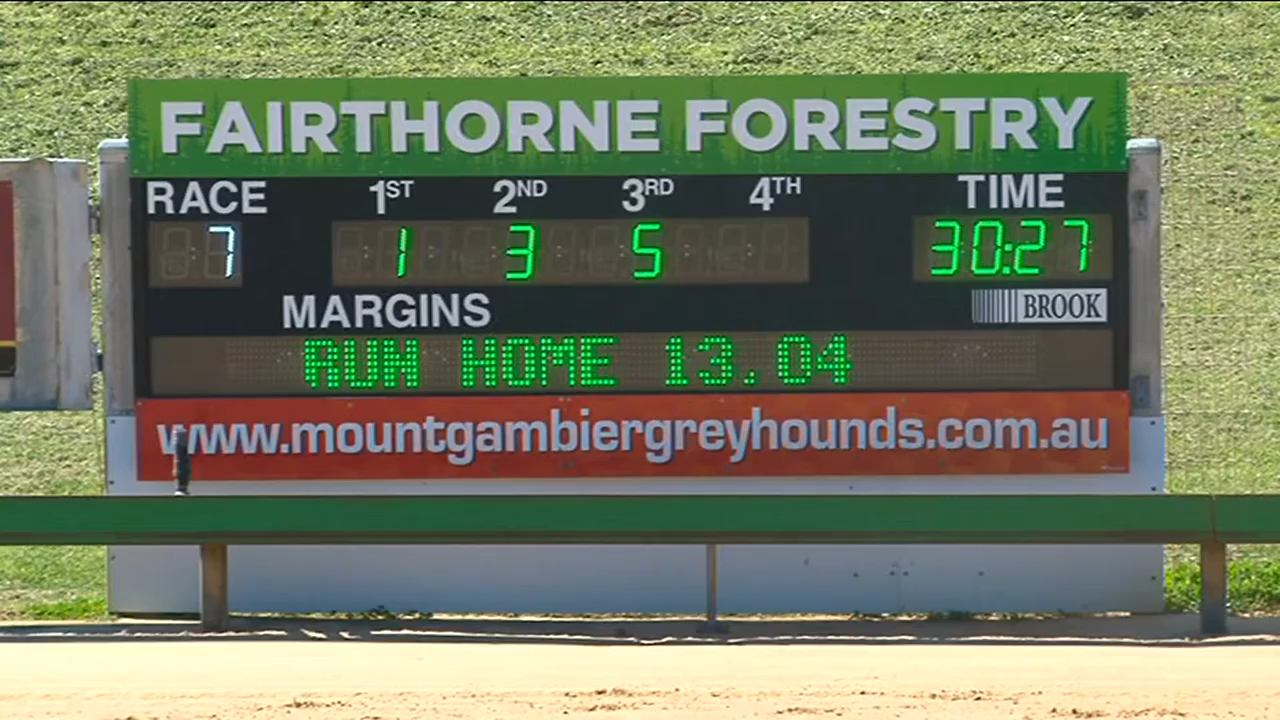 FAIRTHORNE FORESTRY
RACE 1ST 2ND 3RD 4TH TIME
7 1 3 5 30:27
MARGINS BROOK
RUN HOME 13.04
www.mountgambiergreyhounds.com.au